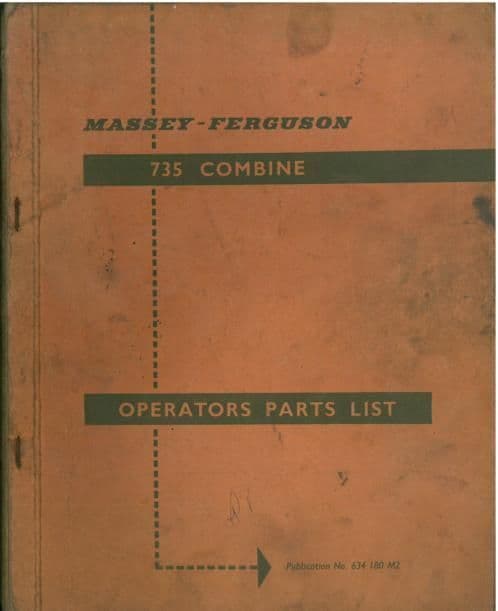 MASSEY-FERGUSON
735 COMBINE
OPERATORS PARTS LIST
Publication No. 634 180 M2